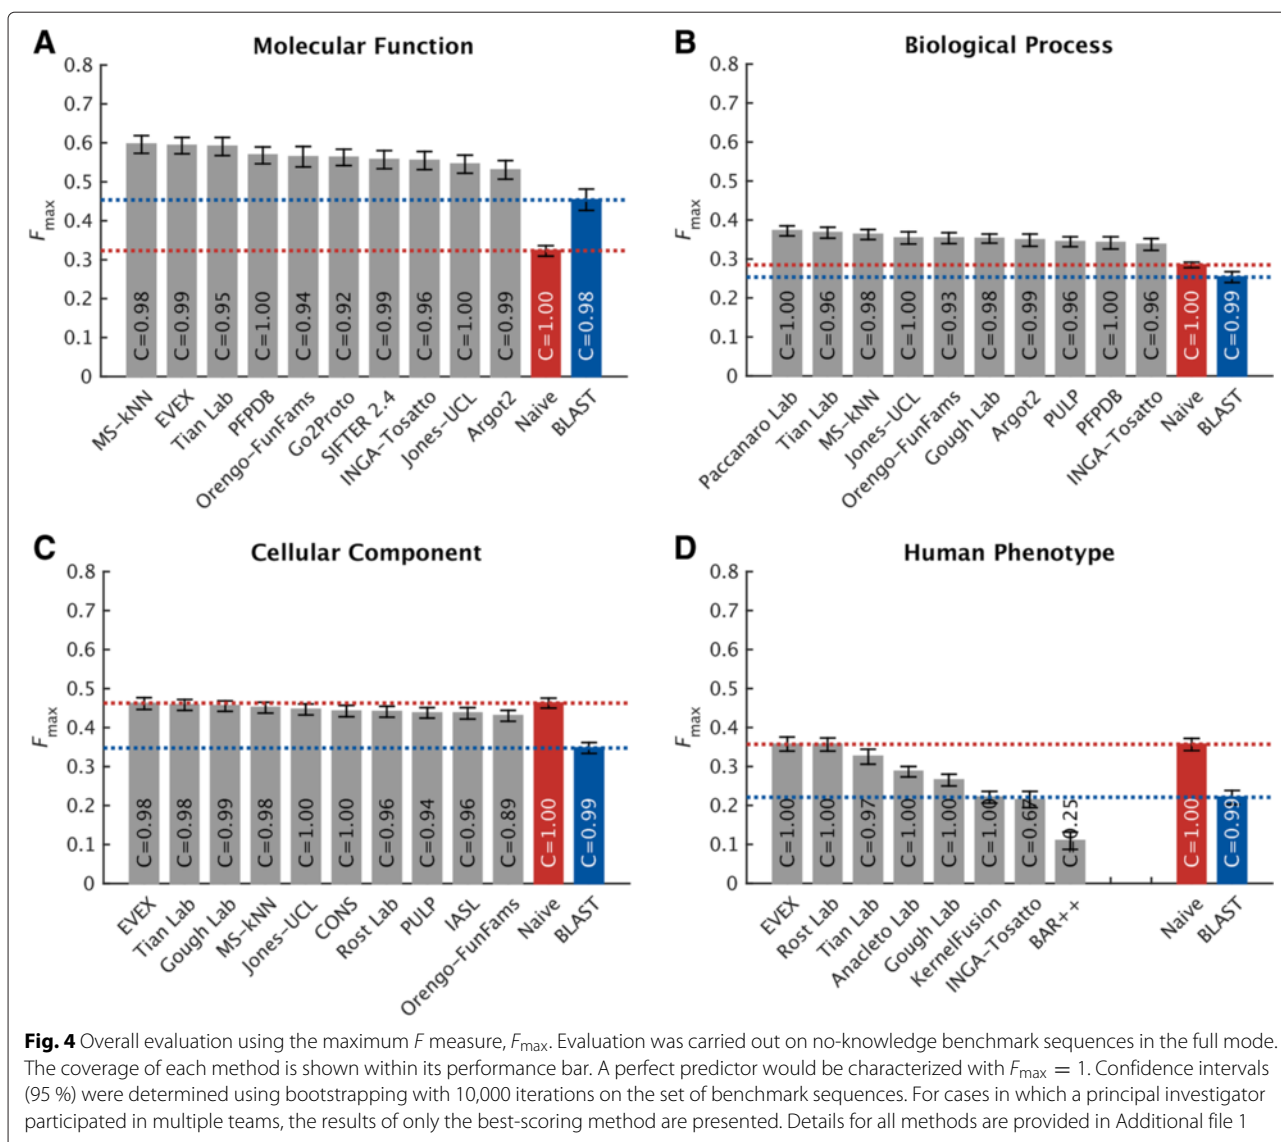 A
Molecular Function
0.8
0.7
0.6
0.5
0.4
0.3
0.2
0.1
0
Fmax
C=0.98
C=0.99
C=0.95
C=1.00
C=0.94
C=0.92
C=0.99
C=0.96
C=1.00
C=0.99
C=1.00
C=0.98
MS-kNN
EVEX
Tian Lab
PFPDB
Orengo-FunFams
Go2Proto
SIFTER 2.4
INGA-Tosatto
Jones-UCL
Argot2
Naive
BLAST
B
Biological Process
0.8
0.7
0.6
0.5
0.4
0.3
0.2
0.1
0
Fmax
C=1.00
C=0.96
C=0.98
C=1.00
C=0.93
C=0.98
C=0.99
C=0.96
C=1.00
C=0.96
C=1.00
C=0.99
Paccanaro Lab
Tian Lab
MS-kNN
Jones-UCL
Orengo-FunFams
Gough Lab
Argot2
PULP
PFPDB
INGA-Tosatto
Naive
BLAST
C
Cellular Component
0.8
0.7
0.6
0.5
0.4
0.3
0.2
0.1
0
Fmax
C=0.98
C=0.98
C=0.99
C=0.98
C=1.00
C=1.00
C=0.96
C=0.94
C=0.96
C=0.89
C=1.00
C=0.99
EVEX
Tian Lab
Gough Lab
MS-kNN
Jones-UCL
CONS
Rost Lab
PULP
IASL
Orengo-FunFams
Naive
BLAST
D
Human Phenotype
0.8
0.7
0.6
0.5
0.4
0.3
0.2
0.1
0
Fmax
C=1.00
C=1.00
C=0.97
C=1.00
C=1.00
C=1.00
C=0.67
C=0.25
C=1.00
C=0.99
EVEX
Rost Lab
Tian Lab
Anacleto Lab
Gough Lab
KernelFusion
INGA-Tosatto
BAR++
Naive
BLAST
Fig. 4 Overall evaluation using the maximum F measure, Fmax. Evaluation was carried out on no-knowledge benchmark sequences in the full mode.
The coverage of each method is shown within its performance bar. A perfect predictor would be characterized with Fmax = 1. Confidence intervals
(95 %) were determined using bootstrapping with 10,000 iterations on the set of benchmark sequences. For cases in which a principal investigator
participated in multiple teams, the results of only the best-scoring method are presented. Details for all methods are provided in Additional file 1